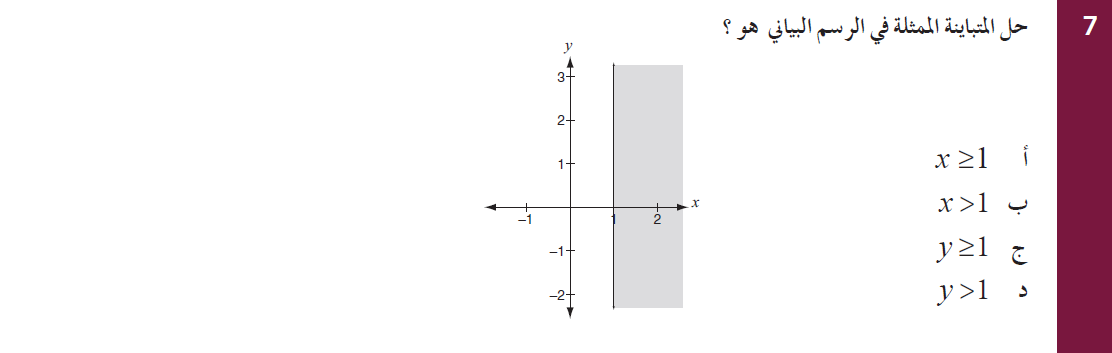 7
حل المتباينة الممثلة في الرسم البياني هو ؟
y
3
2
1
x
–1
1
2
–1
–2
أ x ≥1
ب x >1
ج y ≥1
د y >1